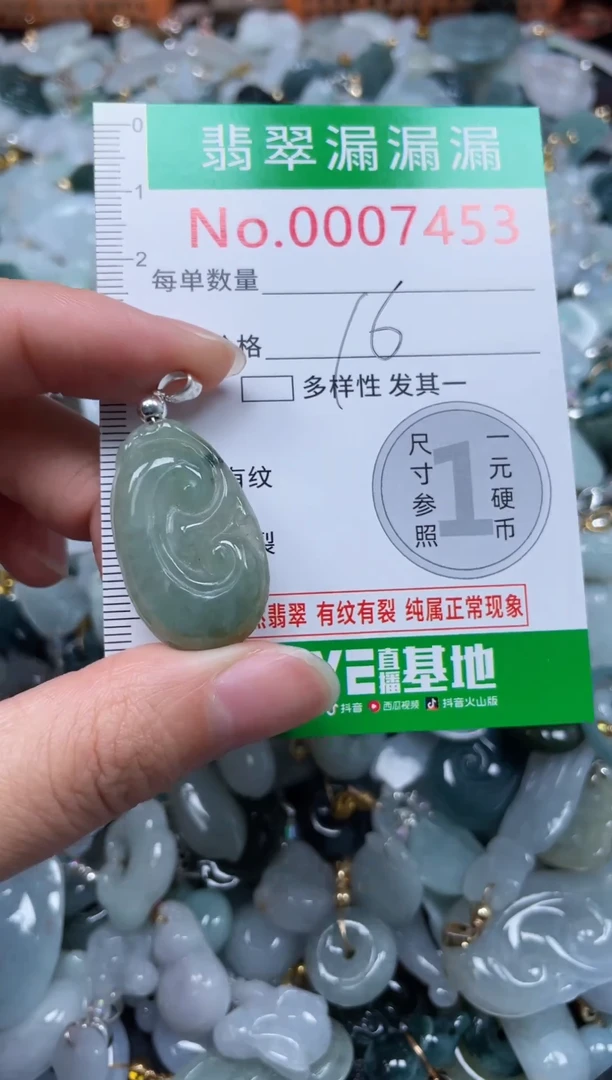 0
翡翠漏漏漏
1
No.0007453
2
每单数量
格
16
多样性 发其一
有纹
裂
尺寸参照
1
一元硬币
翡翠 有纹有裂 纯属正常现象
直播基地
抖音 西瓜视频 抖音火山版